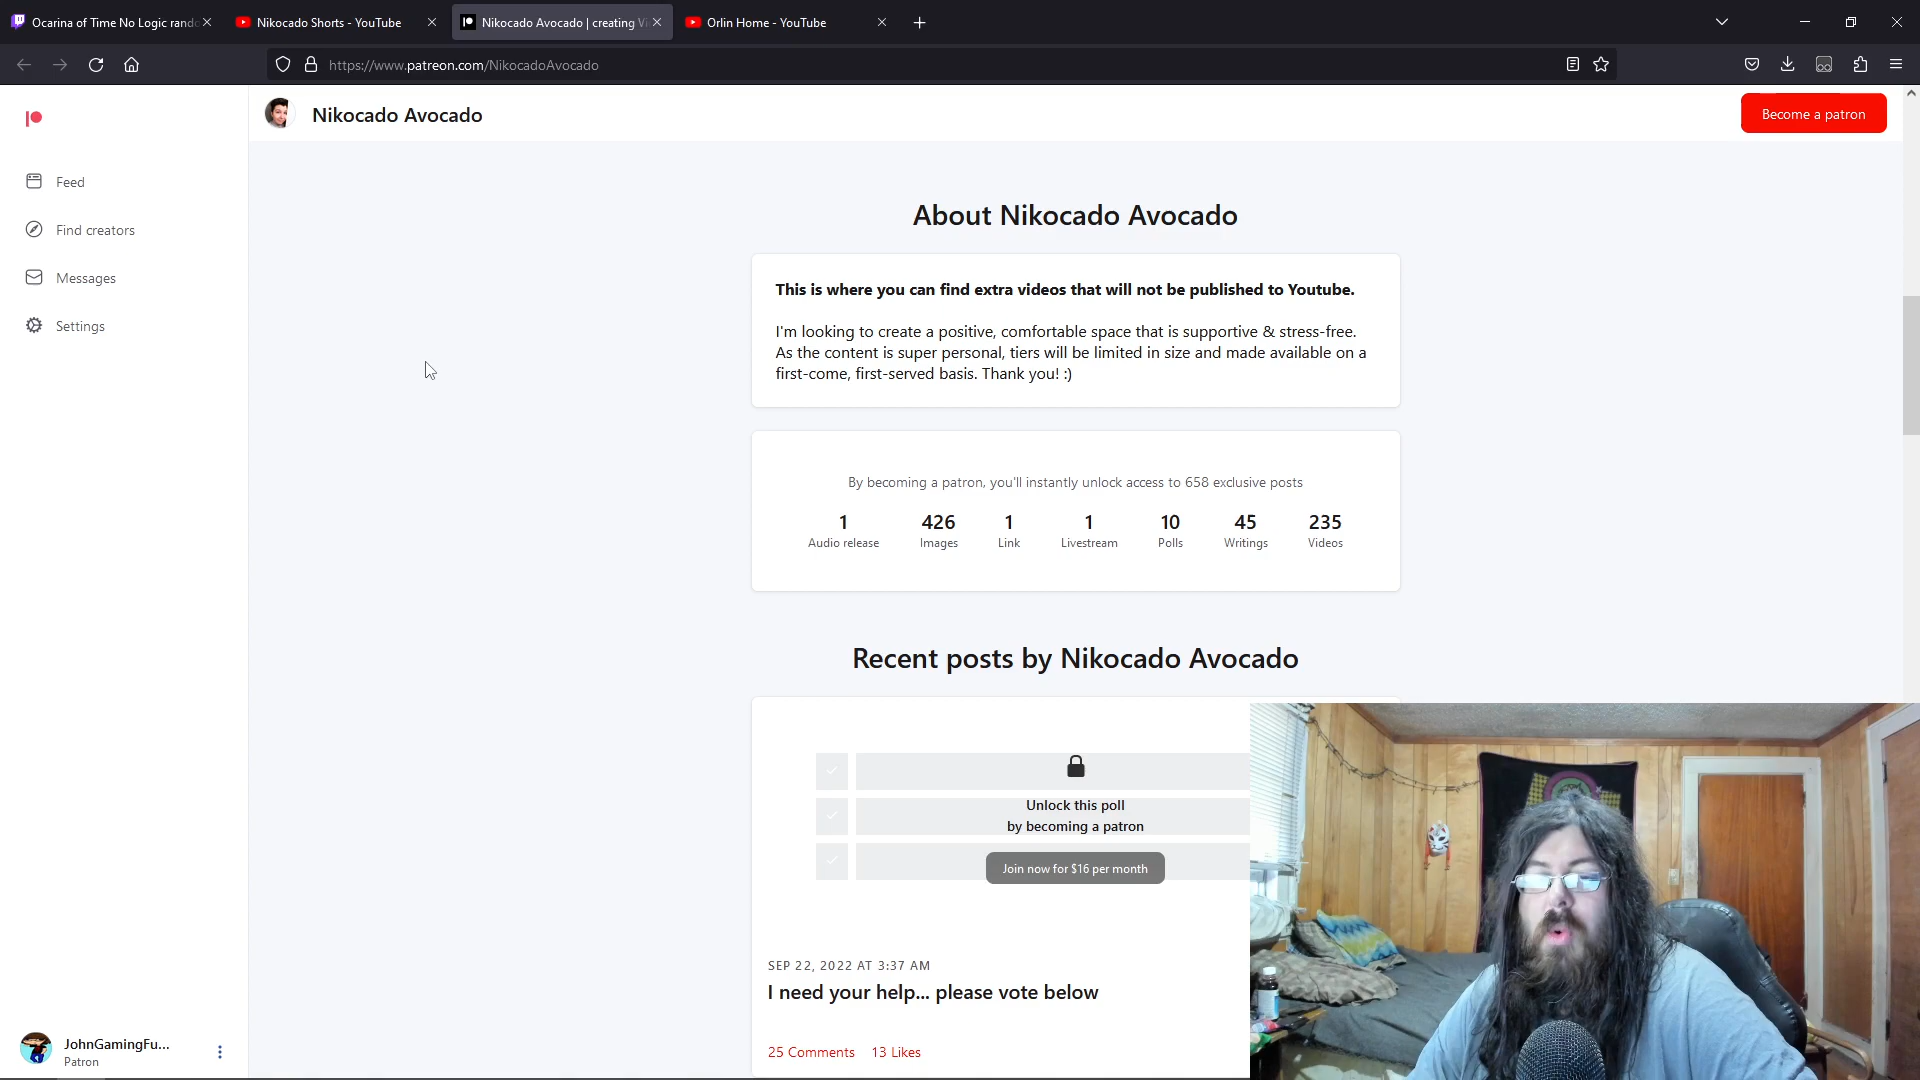 Ocarina of Time No Logic rando
Nikocado Shorts - YouTube
Nikocado Avocado | creating Vi
Orlin Home - YouTube
https://www.patreon.com/NikocadoAvocado
Nikocado Avocado
Become a patron
Feed
Find creators
Messages
Settings
About Nikocado Avocado
This is where you can find extra videos that will not be published to Youtube.
I'm looking to create a positive, comfortable space that is supportive & stress-free.
As the content is super personal, tiers will be limited in size and made available on a
first-come, first-served basis. Thank you! :)
By becoming a patron, you'll instantly unlock access to 658 exclusive posts
1 426 1 1 10 45 235
Audio release Images Link Livestream Polls Writings Videos
Recent posts by Nikocado Avocado
Unlock this poll
by becoming a patron
Join now for $16 per month
SEP 22, 2022 AT 3:37 AM
I need your help... please vote below
25 Comments 13 Likes
JohnGamingFu...
Patron